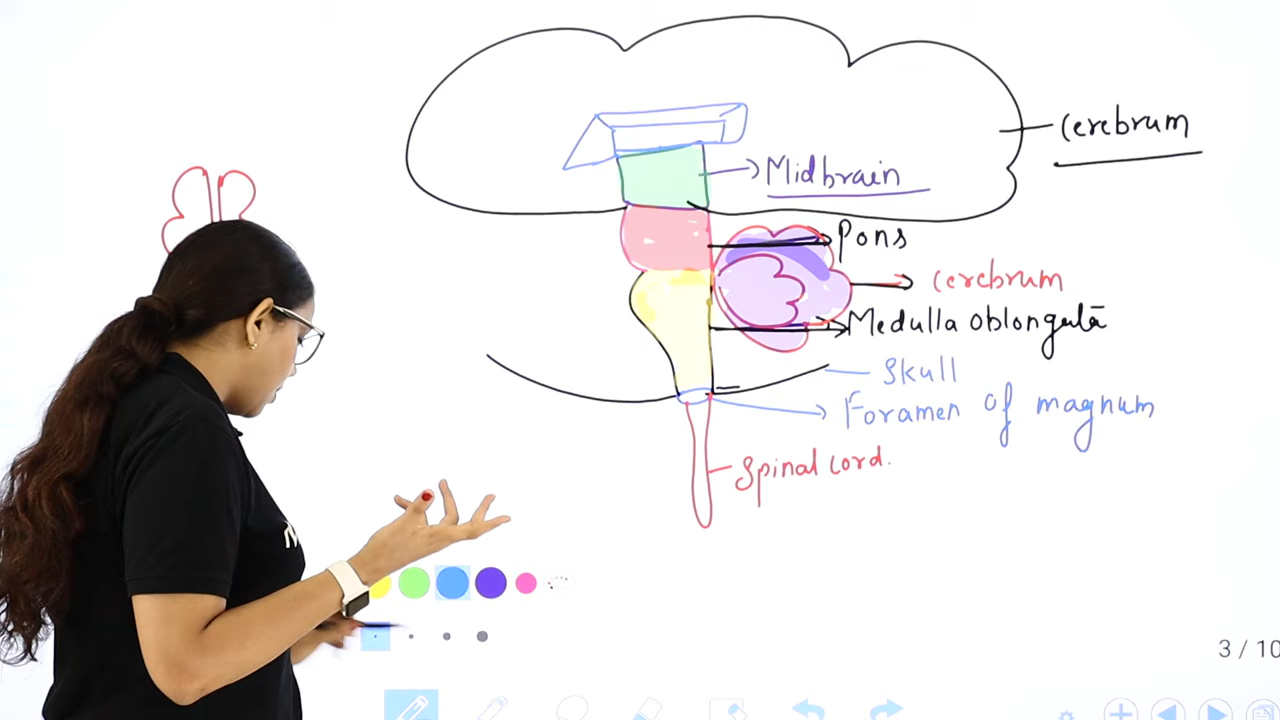 Cerebrum
Midbrain
Pons
Cerebrum
Medulla oblongata
Skull
Foramen of magnum
Spinal cord.
3 / 10